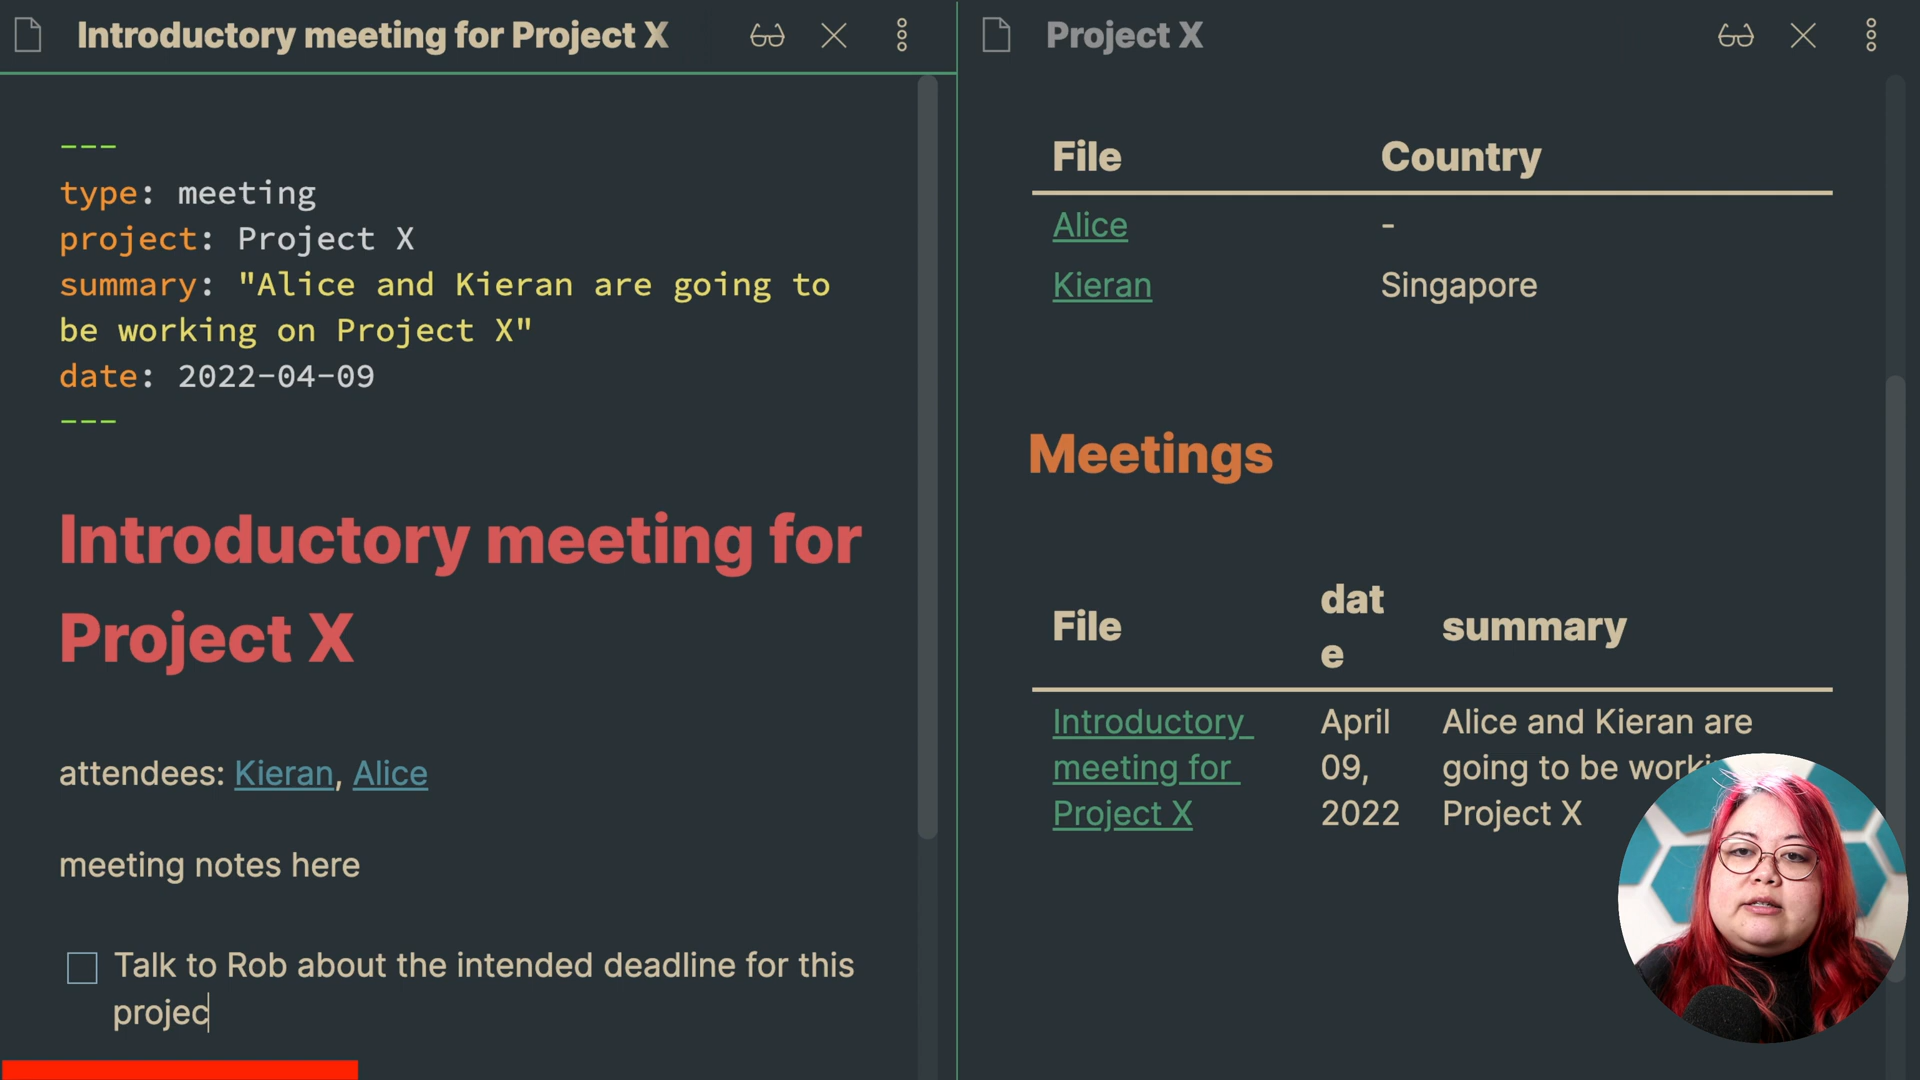 Introductory meeting for Project X
---
type: meeting
project: Project X
summary: "Alice and Kieran are going to
be working on Project X"
date: 2022-04-09
---
Introductory meeting for
Project X
attendees: Kieran, Alice
meeting notes here
Talk to Rob about the intended deadline for this
projec
Project X
File Country
Alice -
Kieran Singapore
Meetings
File dat
e summary
Introductory April Alice and Kieran are
meeting for 09, going to be worki
Project X 2022 Project X